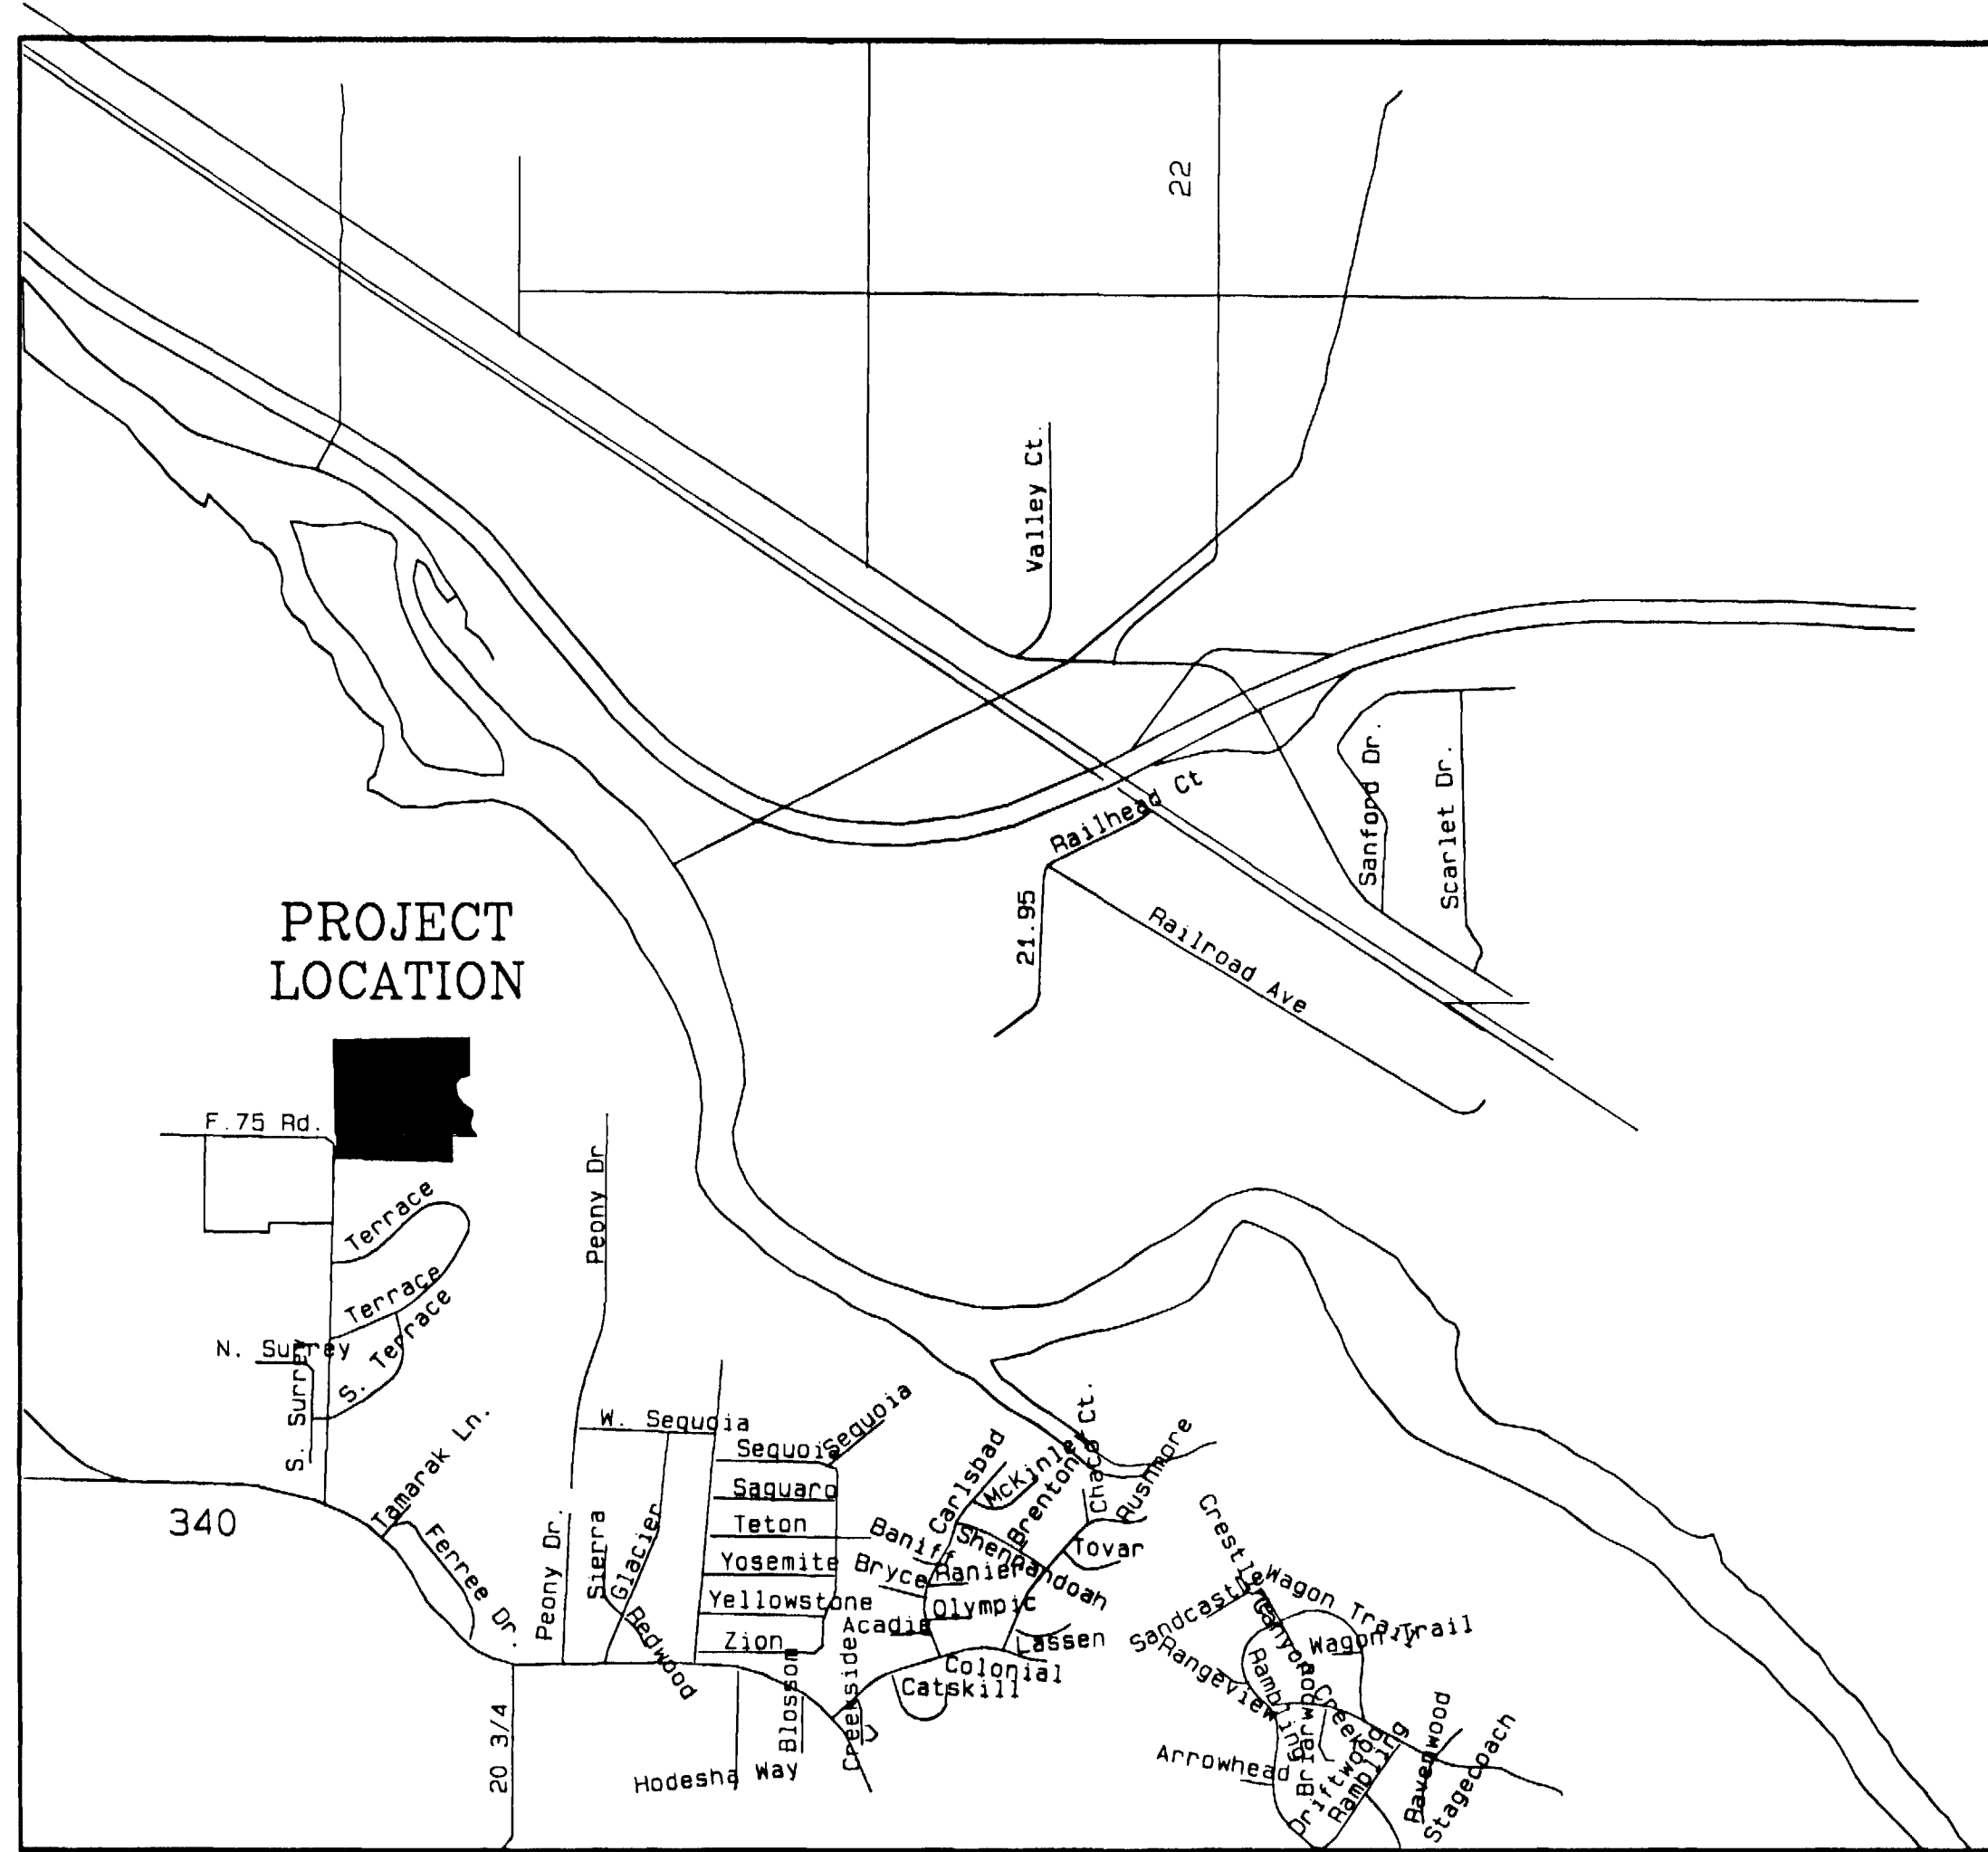 22
Valley Ct.
Sanford Dr.
Scarlet Dr.
Railhead Ct
21.95
Railroad Ave
PROJECT
LOCATION
F.75 Rd.
Peony Dr
Terrace
Terrace
S. Terrace
N. Surrey
S. Surrey
Tamarak Ln.
340
Ferree Dr.
Peony Dr.
W. Sequoia
Sequoia
Sequoia
Saguaro
Teton
Yosemite
Yellowstone
Zion
Sierra
Glacier
Redwood
20 3/4
Hodesha Way
Blossom
Creekside
Carlsbad
McKinley
Brenton
Chaco Ct.
Rushmore
Baniff
Shenandoah
Tovar
Bryce
Ranier
Acadia
Olympic
Lassen
Colonial
Catskill
Wagon Trail
Wagon Trail
Sandcastle
Rangeview
Rambling
Canyon Creek
Briarwood
Arrowhead
Driftwood
Rambling
Ravenwood
Stagecoach